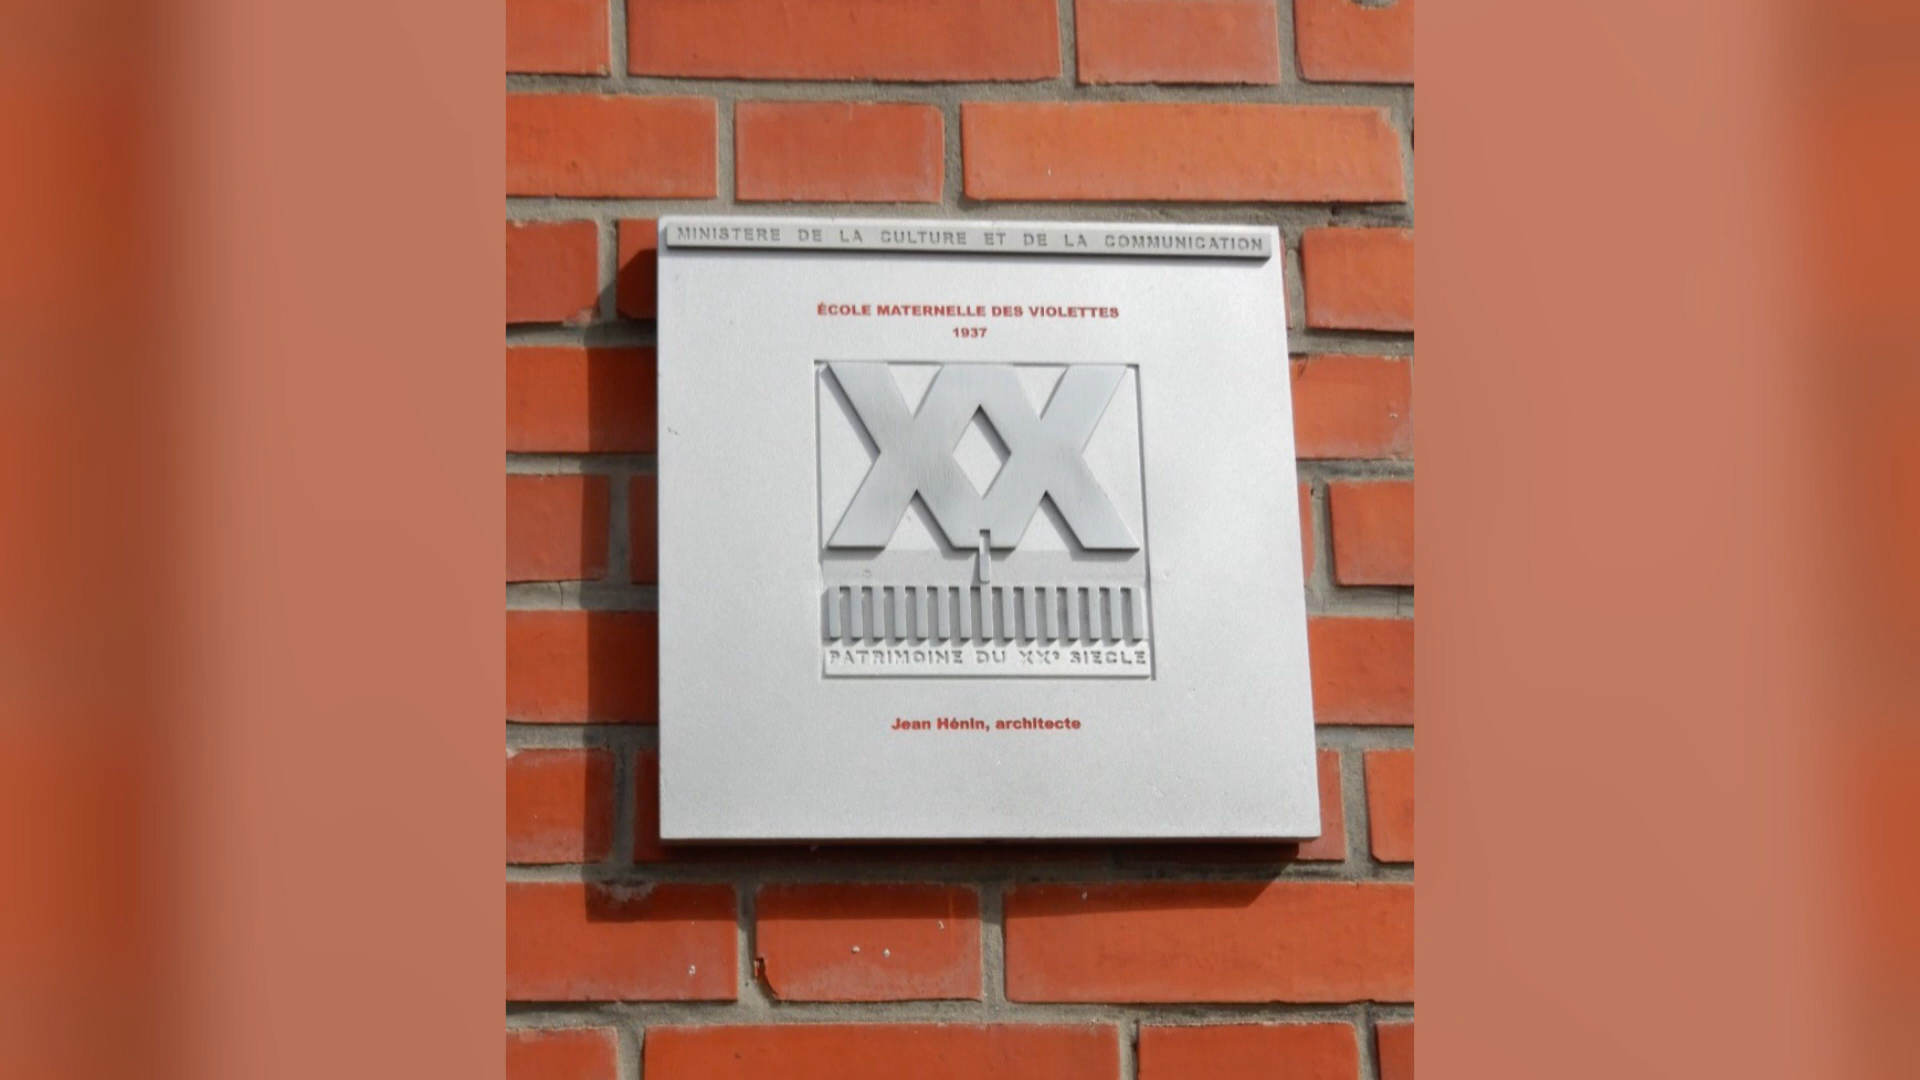 MINISTERE DE LA CULTURE ET DE LA COMMUNICATION
ÉCOLE MATERNELLE DES VIOLETTES
1937
XX
PATRIMOINE DU XXe SIECLE
Jean Hénin, architecte